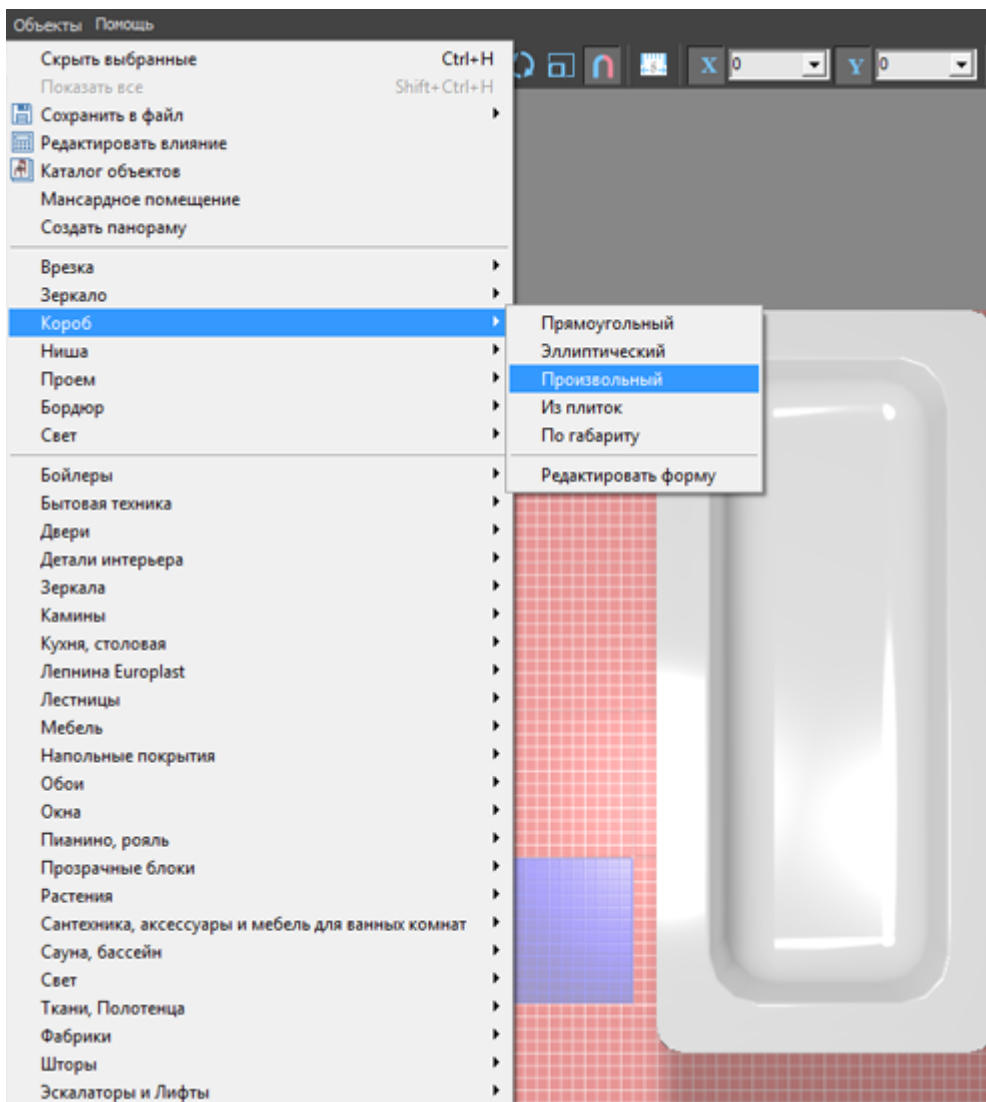 Объекты Помощь
Скрыть выбранные Ctrl+H
Показать все Shift+Ctrl+H
Сохранить в файл
Редактировать влияние
Каталог объектов
Мансардное помещение
Создать панораму
X 0 Y 0
Врезка
Зеркало
Короб
Ниша
Проем
Бордюр
Свет
Прямоугольный
Эллиптический
Произвольный
Из плиток
По габариту
Редактировать форму
Бойлеры
Бытовая техника
Двери
Детали интерьера
Зеркала
Камины
Кухня, столовая
Лепнина Europlast
Лестницы
Мебель
Напольные покрытия
Обои
Окна
Пианино, рояль
Прозрачные блоки
Растения
Сантехника, аксессуары и мебель для ванных комнат
Сауна, бассейн
Свет
Ткани, Полотенца
Фабрики
Шторы
Эскалаторы и Лифты